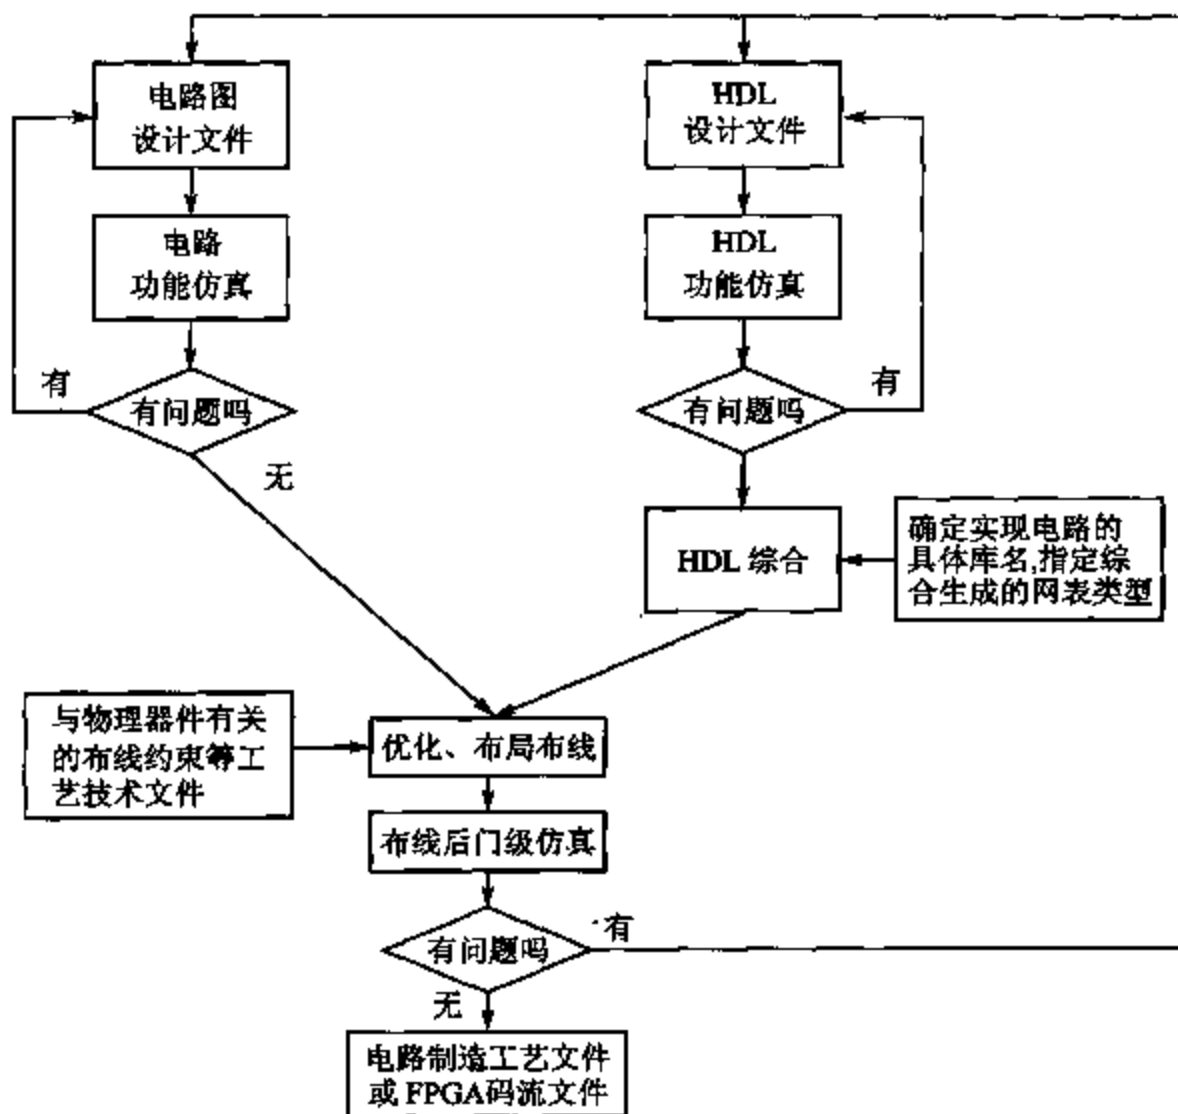 电路图
设计文件
HDL
设计文件
电路
功能仿真
HDL
功能仿真
有
有问题吗
无
有
有问题吗
HDL 综合
确定实现电路的
具体库名,指定综
合生成的网表类型
与物理器件有关
的布线约束等工
艺技术文件
优化、布局布线
布线后门级仿真
有问题吗
有
无
电路制造工艺文件
或 FPGA码流文件